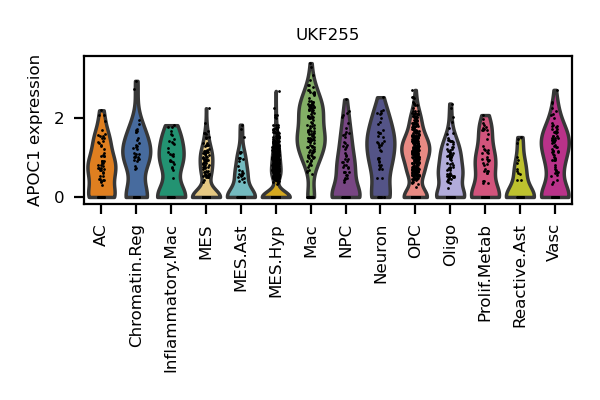 UKF255
APOC1 expression
2
0
AC
Chromatin.Reg
Inflammatory.Mac
MES
MES.Ast
MES.Hyp
Mac
NPC
Neuron
OPC
Oligo
Prolif.Metab
Reactive.Ast
Vasc